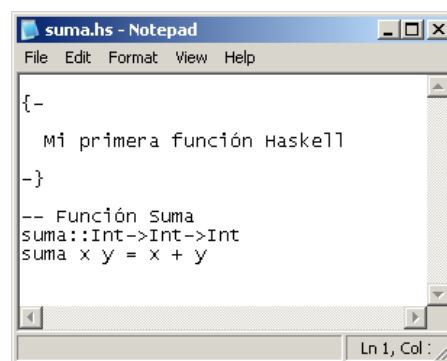 suma.hs - Notepad
File Edit Format View Help
{-
Mi primera función Haskell
-}
-- Función Suma
suma::Int->Int->Int
suma x y = x + y
Ln 1, Col